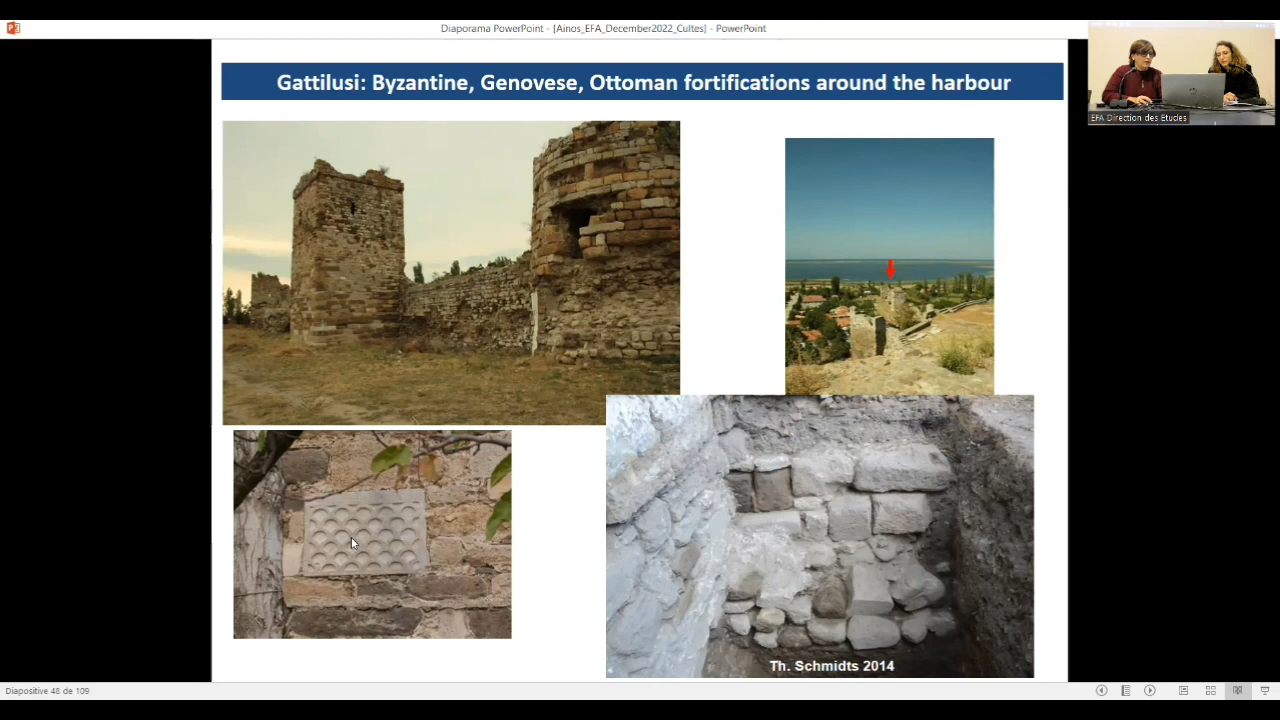 Diaporama PowerPoint - [Ainos_EFA_December2022_Cultes] - PowerPoint
Gattilusi: Byzantine, Genovese, Ottoman fortifications around the harbour
EFA Direction des Etudes
Th. Schmidts 2014
Diapositive 48 de 109